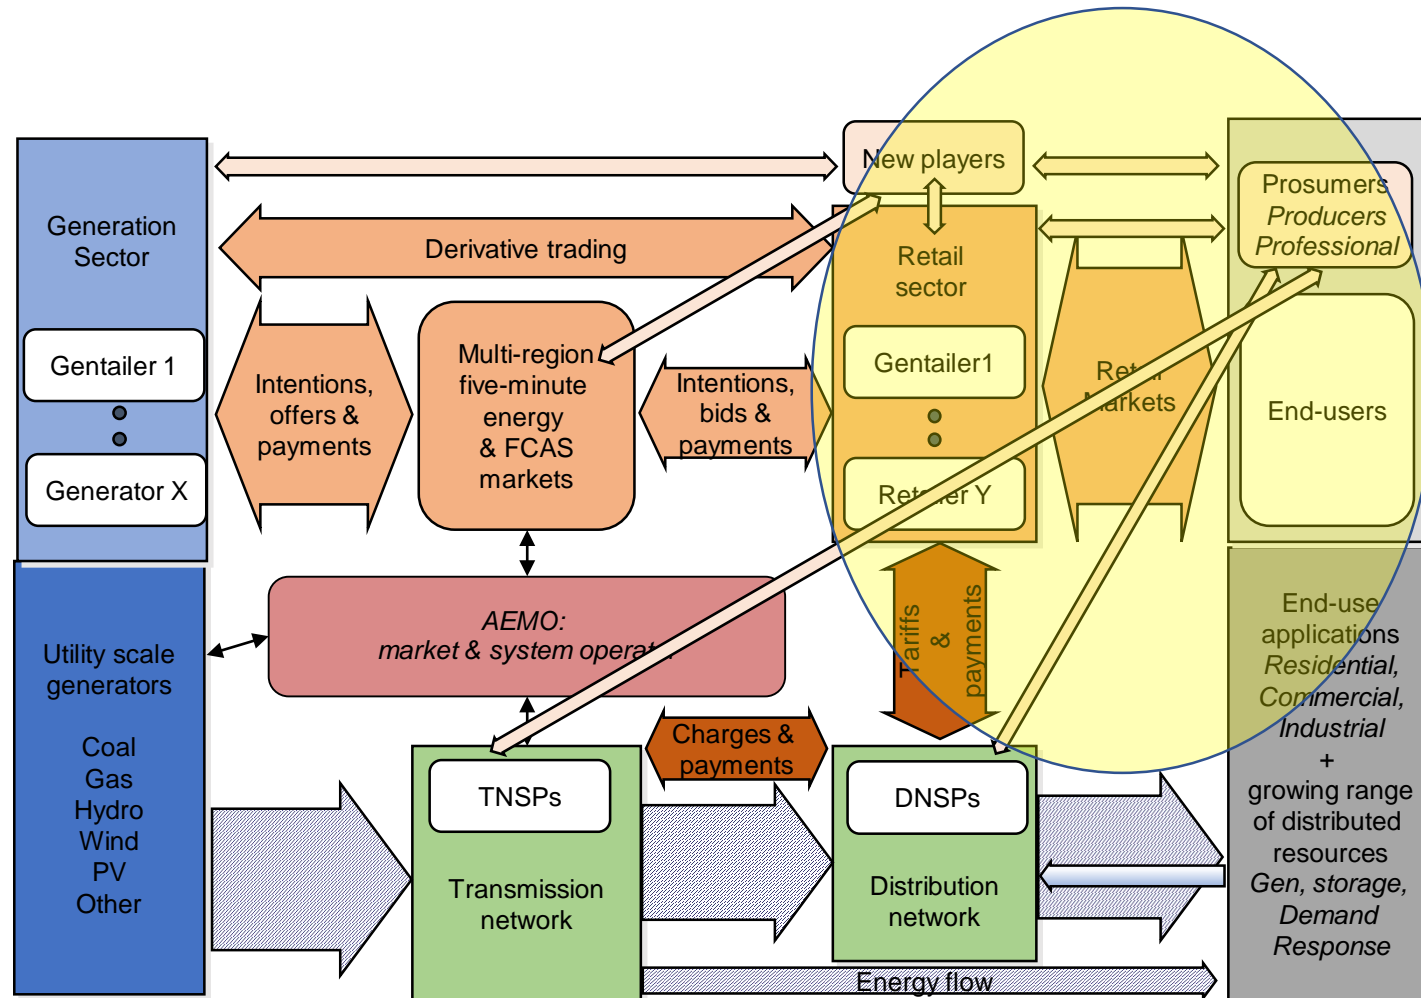 New players
Prosumers
Producers
Professional
Generation
Sector
Derivative trading
Retail
sector
Gentailer 1
Intentions,
offers &
payments
Multi-region
five-minute
energy
& FCAS
markets
Intentions,
bids &
payments
Gentailer1
Retail
Markets
End-users
Generator X
Retailer Y
AEMO:
market & system operator
Tariffs
&
payments
End-use
applications
Residential,
Commercial,
Industrial
+
growing range
of distributed
resources
Gen, storage,
Demand
Response
Utility scale
generators
Coal
Gas
Hydro
Wind
PV
Other
Charges &
payments
TNSPs
DNSPs
Transmission
network
Distribution
network
Energy flow